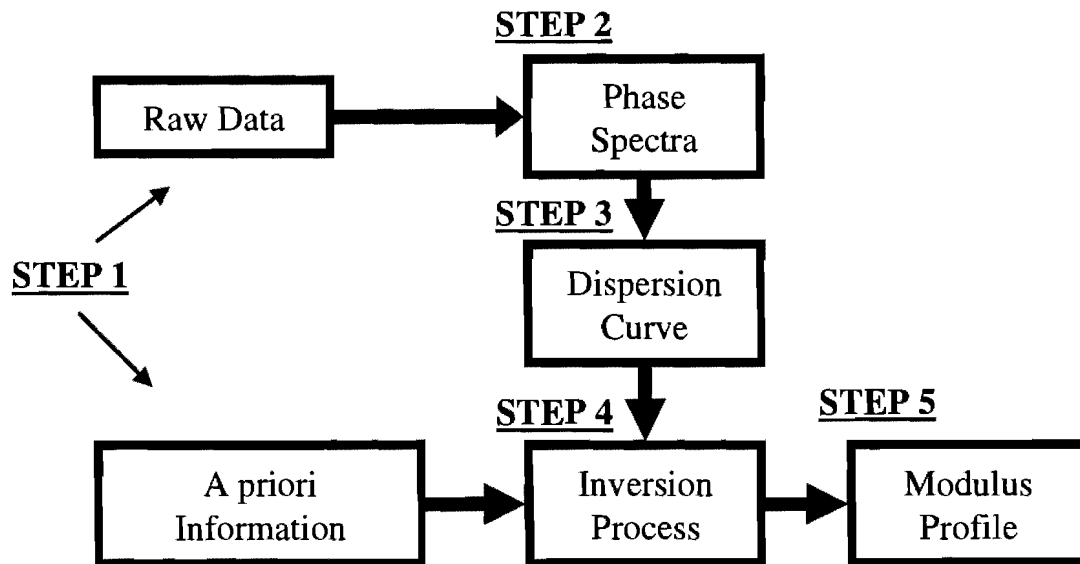 STEP 2
Raw Data
Phase
Spectra
STEP 3
STEP 1
Dispersion
Curve
STEP 4
STEP 5
A priori
Information
Inversion
Process
Modulus
Profile